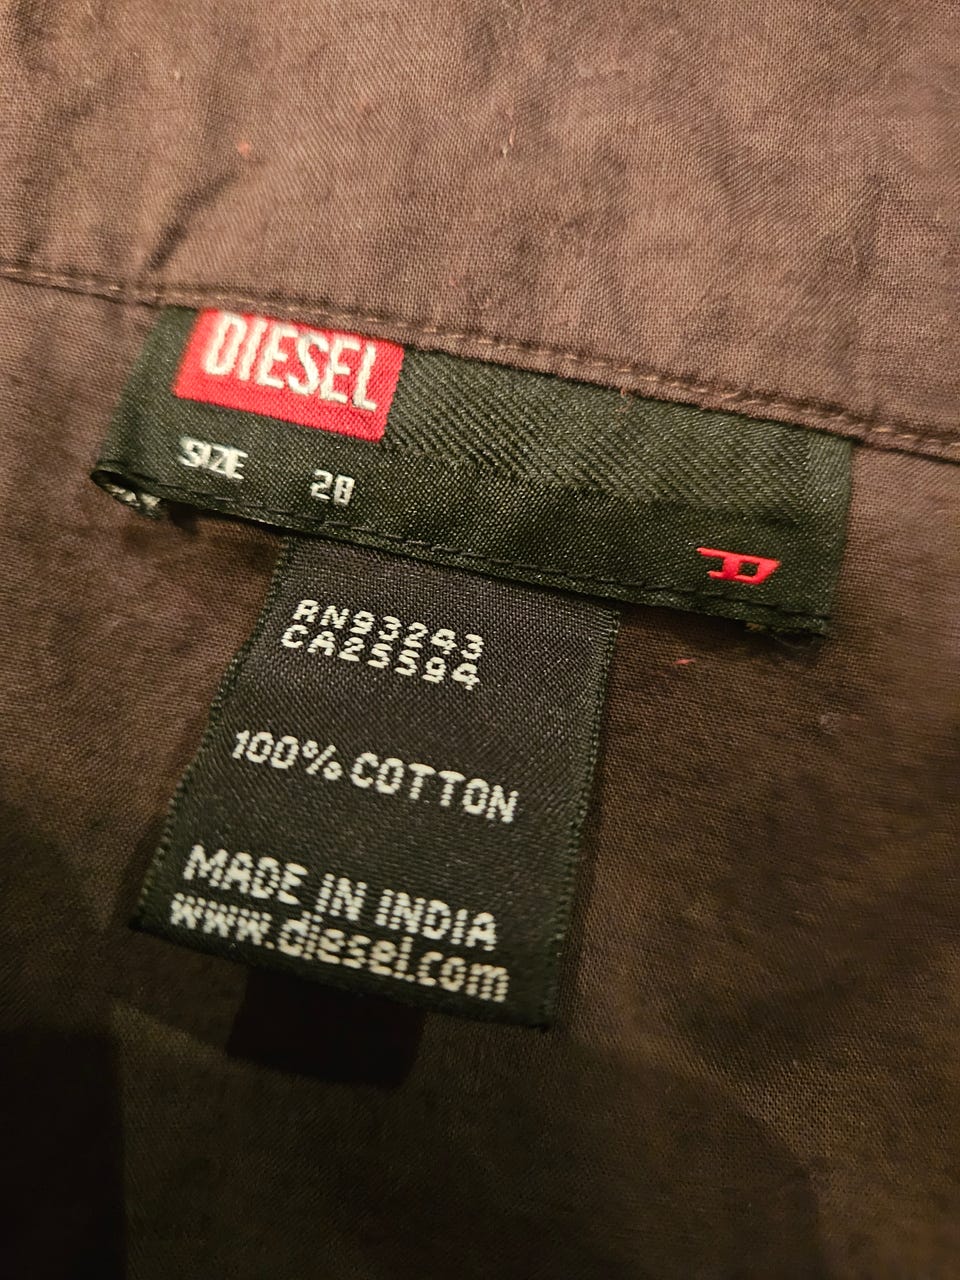 DIESEL
SIZE 28
D
RN93243
CA25594
100% COTTON
MADE IN INDIA
www.diesel.com